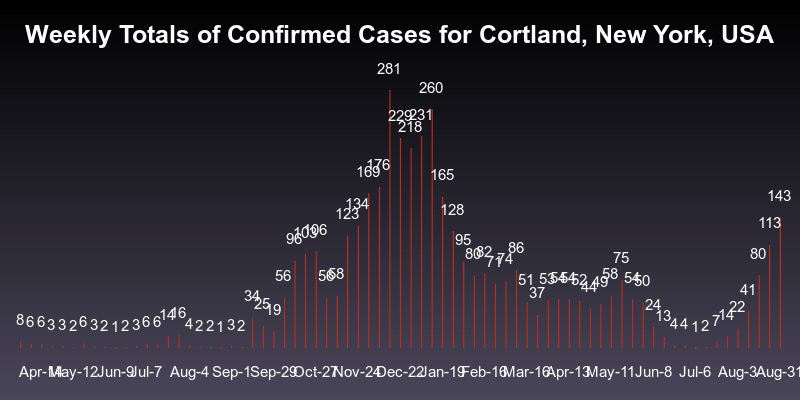 Weekly Totals of Confirmed Cases for Cortland, New York, USA
8 6 6 3 3 2 6 3 2 1 2 3 6 6 14 16 4 2 2 1 3 2 34 25 19 56 96 103 106 56 58 123 134 169 176 281 229 218 231 260 165 128 95 80 82 71 74 86 51 37 53 54 54 52 44 49 58 75 54 50 24 13 4 4 1 2 7 14 22 41 80 113 143
Apr-14 May-12 Jun-9 Jul-7 Aug-4 Sep-1 Sep-29 Oct-27 Nov-24 Dec-22 Jan-19 Feb-16 Mar-16 Apr-13 May-11 Jun-8 Jul-6 Aug-3 Aug-31